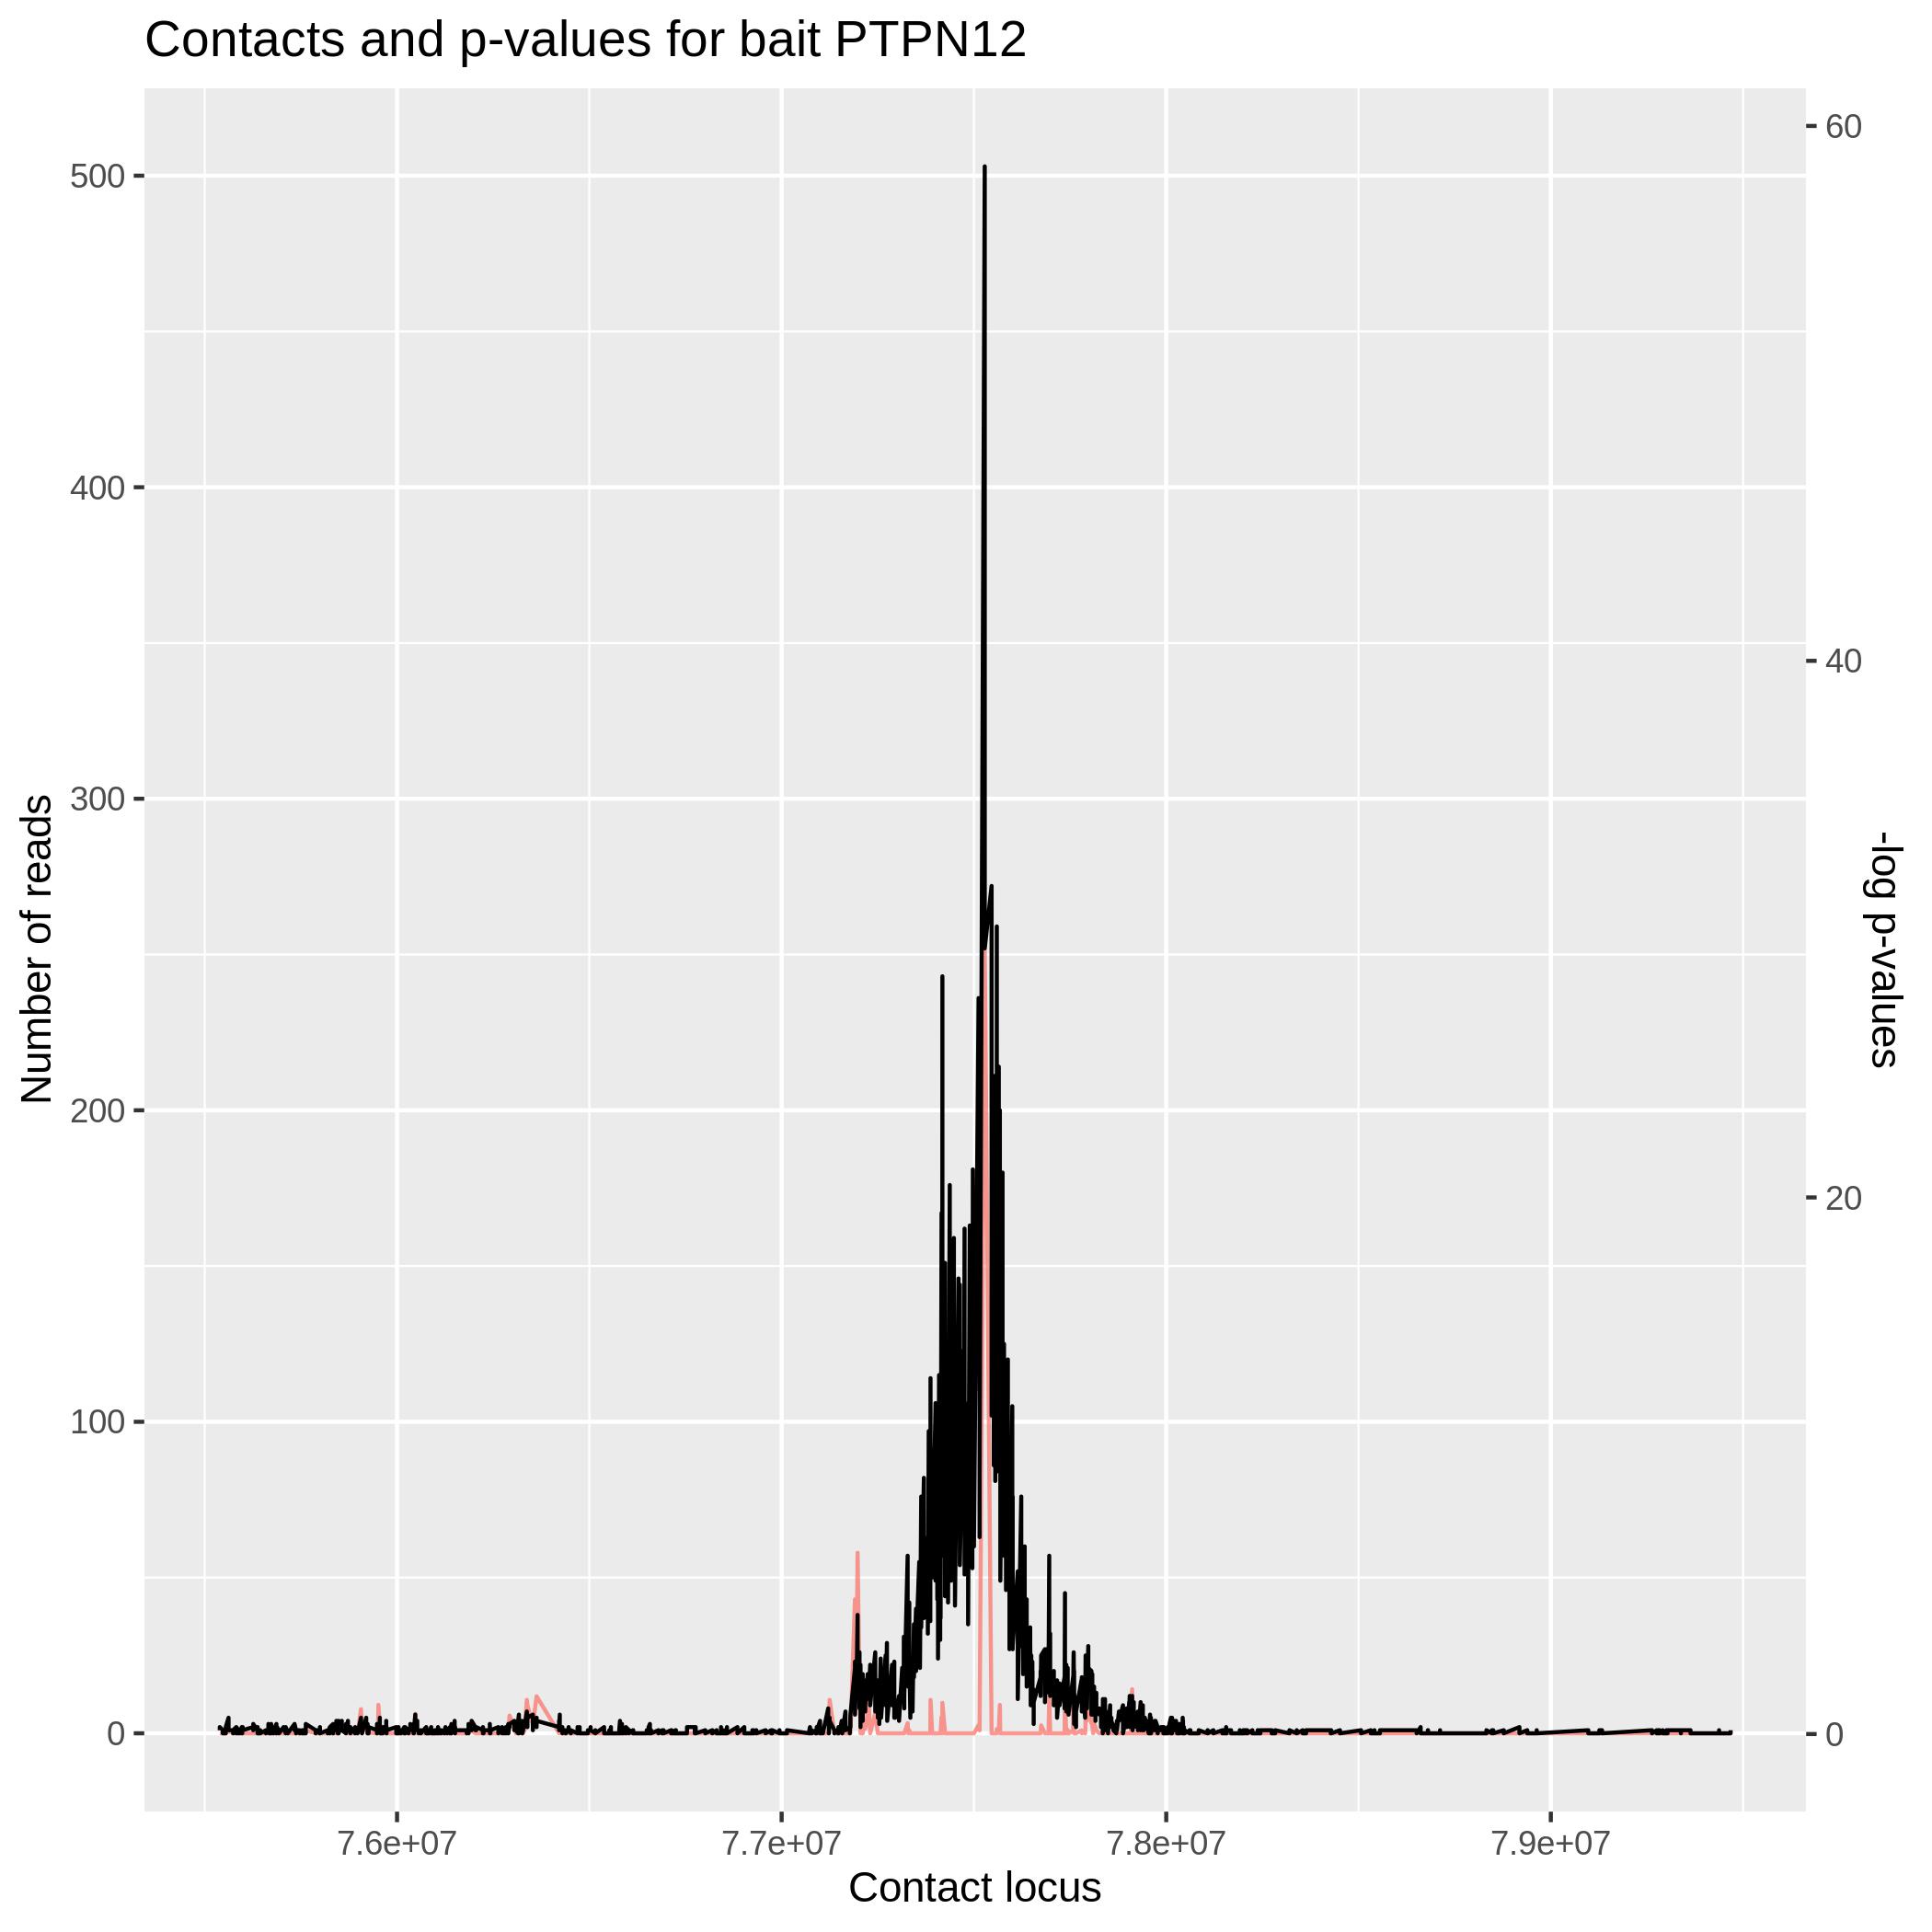 Contacts and p-values for bait PTPN12
500
400
300
200
100
0
Number of reads
60
40
20
0
-log p-values
7.6e+07
7.7e+07
7.8e+07
7.9e+07
Contact locus